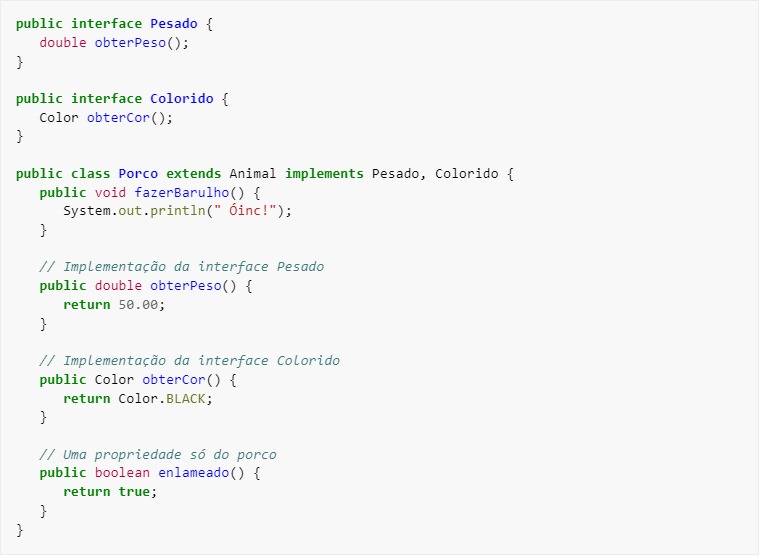 public interface Pesado {
   double obterPeso();
}

public interface Colorido {
   Color obterCor();
}

public class Porco extends Animal implements Pesado, Colorido {
   public void fazerBarulho() {
      System.out.println(" Óinc!");
   }

   // Implementação da interface Pesado
   public double obterPeso() {
      return 50.00;
   }

   // Implementação da interface Colorido
   public Color obterCor() {
      return Color.BLACK;
   }

   // Uma propriedade só do porco
   public boolean enlameado() {
      return true;
   }
}